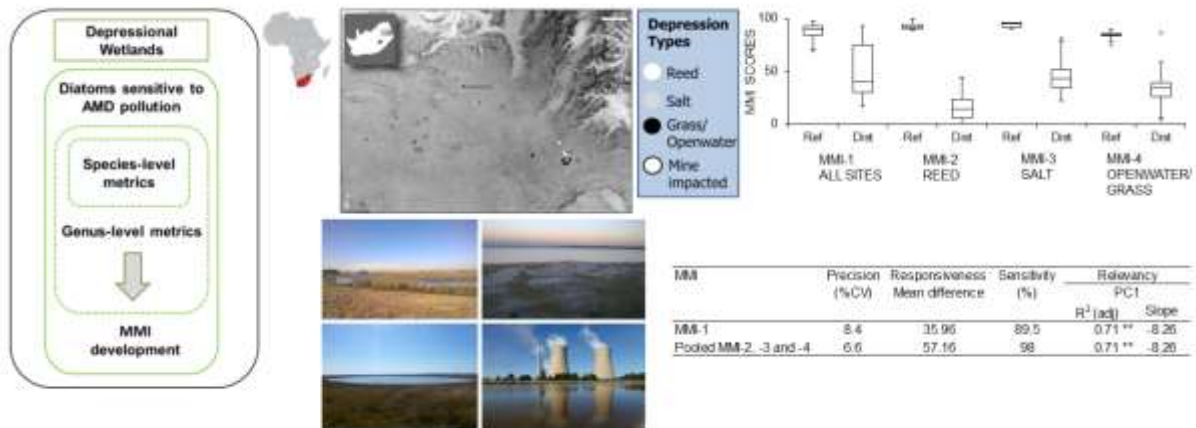 Depressional
Wetlands
Diatoms sensitive to
AMD pollution
Species-level
metrics
Genus-level metrics
MMI
development
Depression
Types
Reed
Salt
Grass/
Openwater
Mine
impacted
MMI SCORES
100
50
0
Ref Dist Ref Dist Ref Dist Ref Dist
MMI-1
ALL SITES
MMI-2
REED
MMI-3
SALT
MMI-4
OPENWATER/
GRASS
MMI Precision Responsiveness Sensitivity Relevancy
(%CV) Mean difference (%) PC1
R² (adj) Slope
MMI-1 8.4 35.96 89.5 0.71 ** -8.26
Pooled MMI-2, -3 and -4 6.6 57.16 98 0.71 ** -8.26